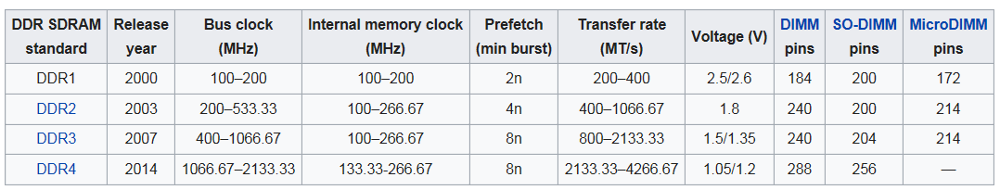 DDR SDRAM standard Release year Bus clock (MHz) Internal memory clock (MHz) Prefetch (min burst) Transfer rate (MT/s) Voltage (V) DIMM pins SO-DIMM pins MicroDIMM pins
DDR1 2000 100–200 100–200 2n 200–400 2.5/2.6 184 200 172
DDR2 2003 200–533.33 100–266.67 4n 400–1066.67 1.8 240 200 214
DDR3 2007 400–1066.67 100–266.67 8n 800–2133.33 1.5/1.35 240 204 214
DDR4 2014 1066.67–2133.33 133.33-266.67 8n 2133.33–4266.67 1.05/1.2 288 256 —